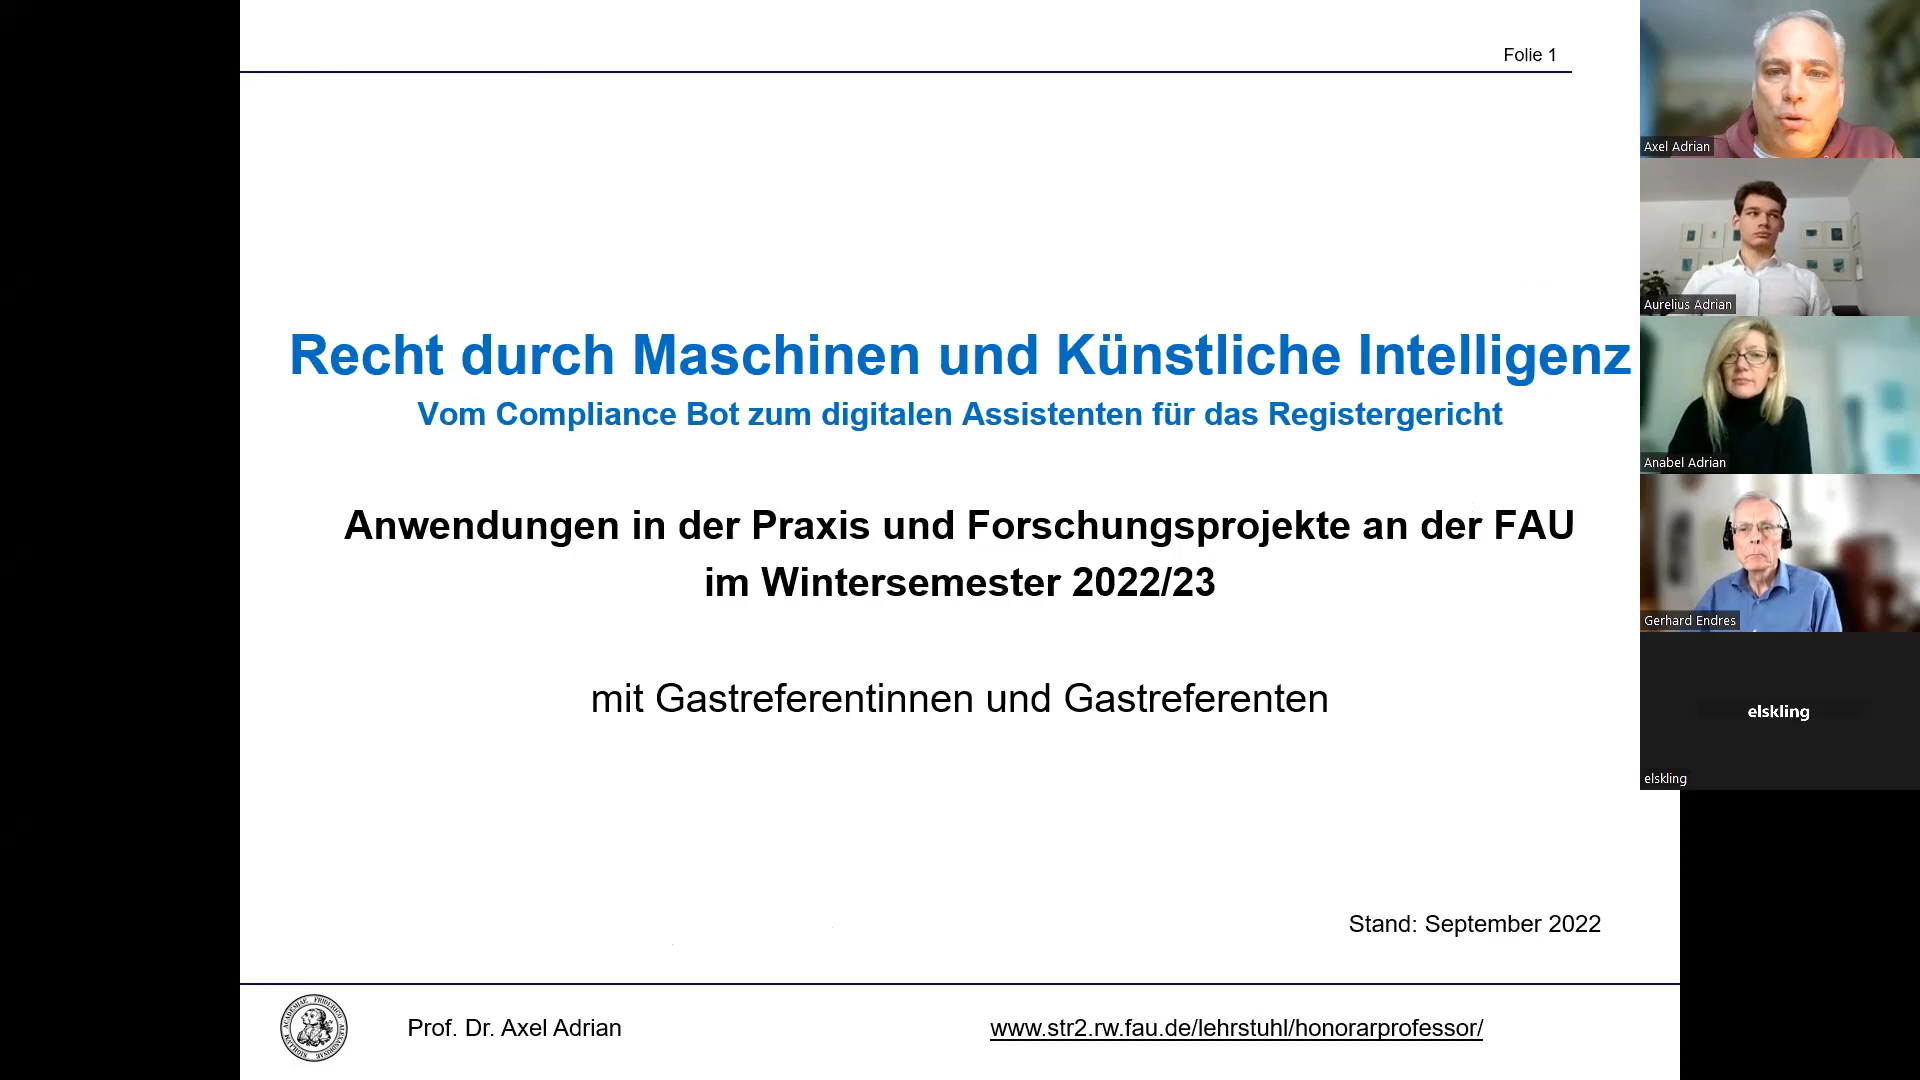 Folie 1
Recht durch Maschinen und Künstliche Intelligenz
Vom Compliance Bot zum digitalen Assistenten für das Registergericht
Anwendungen in der Praxis und Forschungsprojekte an der FAU
im Wintersemester 2022/23
mit Gastreferentinnen und Gastreferenten
Stand: September 2022
Prof. Dr. Axel Adrian
www.str2.rw.fau.de/lehrstuhl/honorarprofessor/
Axel Adrian
Aurelius Adrian
Anabel Adrian
Gerhard Endres
elskling
elskling